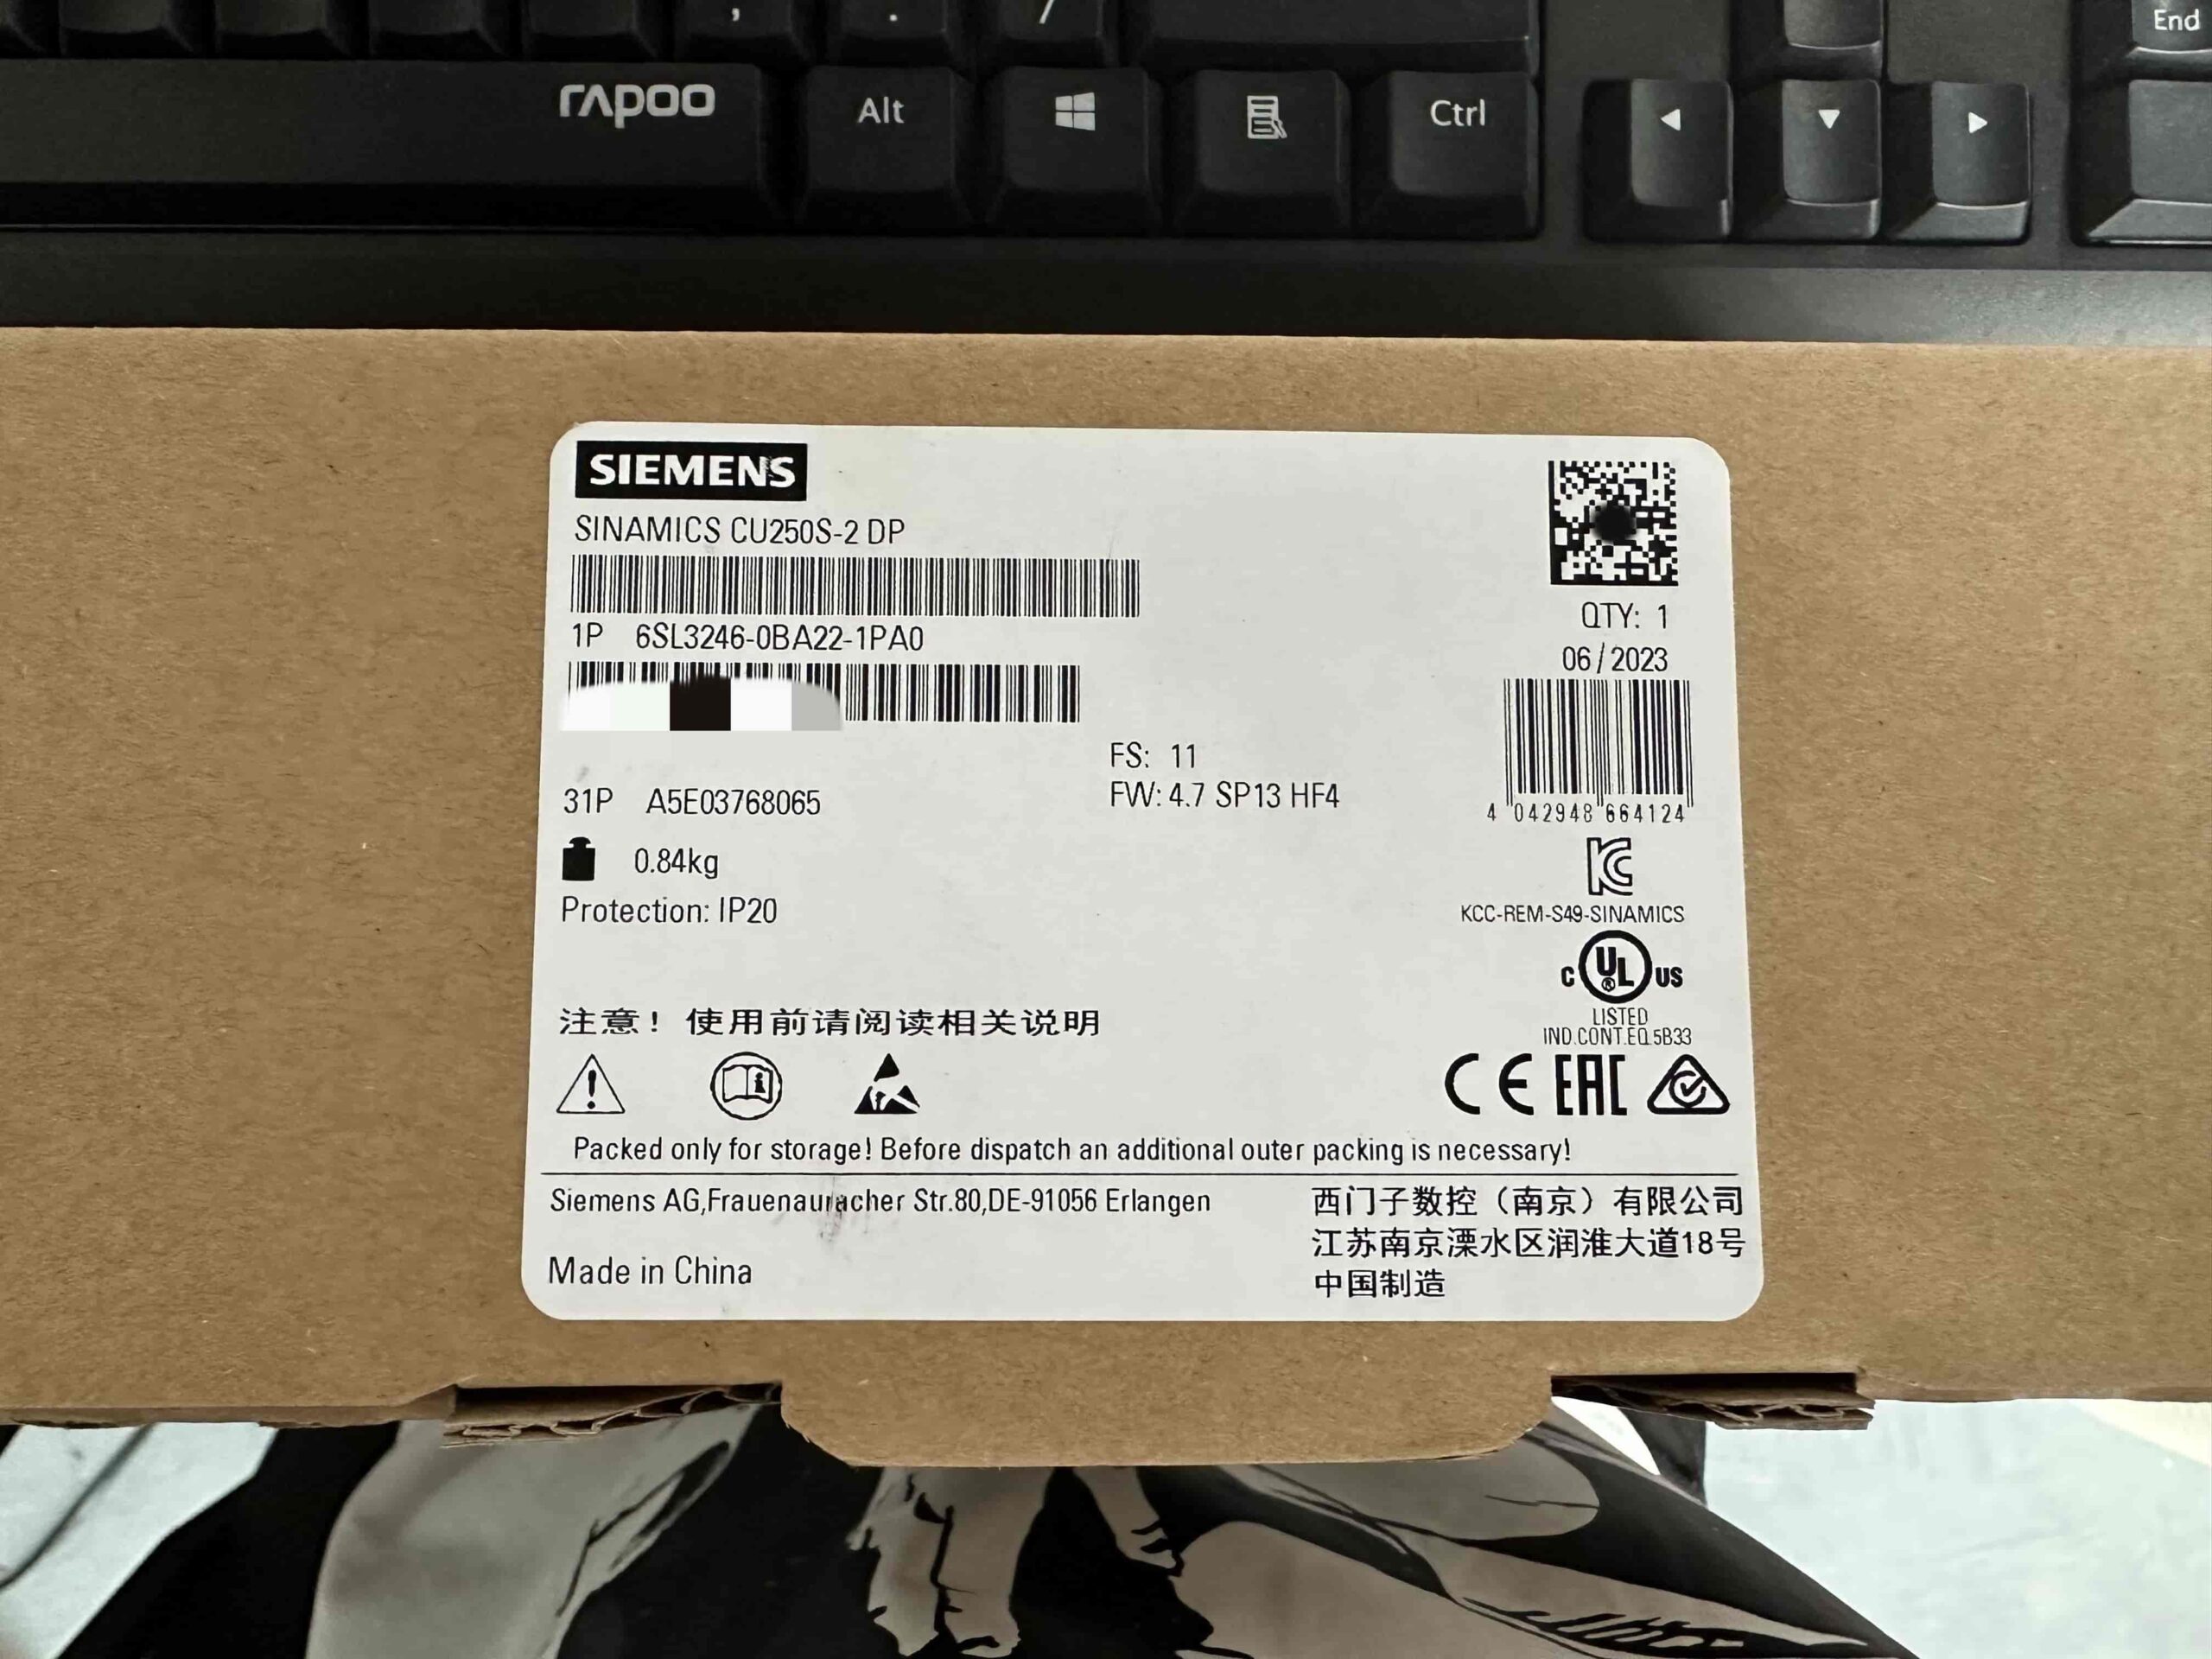 , . /
End
rapoo Alt Ctrl
SIEMENS
SINAMICS CU250S-2 DP
1P 6SL3246-0BA22-1PA0
QTY: 1
06/2023
FS: 11
FW: 4.7 SP13 HF4
31P A5E03768065
4 042948 664124
0.84kg
Protection: IP20
KC
KCC-REM-S49-SINAMICS
C UL ® US
LISTED
IND.CONT.EQ.5B33
注意！使用前请阅读相关说明
CE EAC
Packed only for storage! Before dispatch an additional outer packing is necessary!
Siemens AG,Frauenauracher Str.80,DE-91056 Erlangen
Made in China
西门子数控（南京）有限公司
江苏南京溧水区润淮大道18号
中国制造